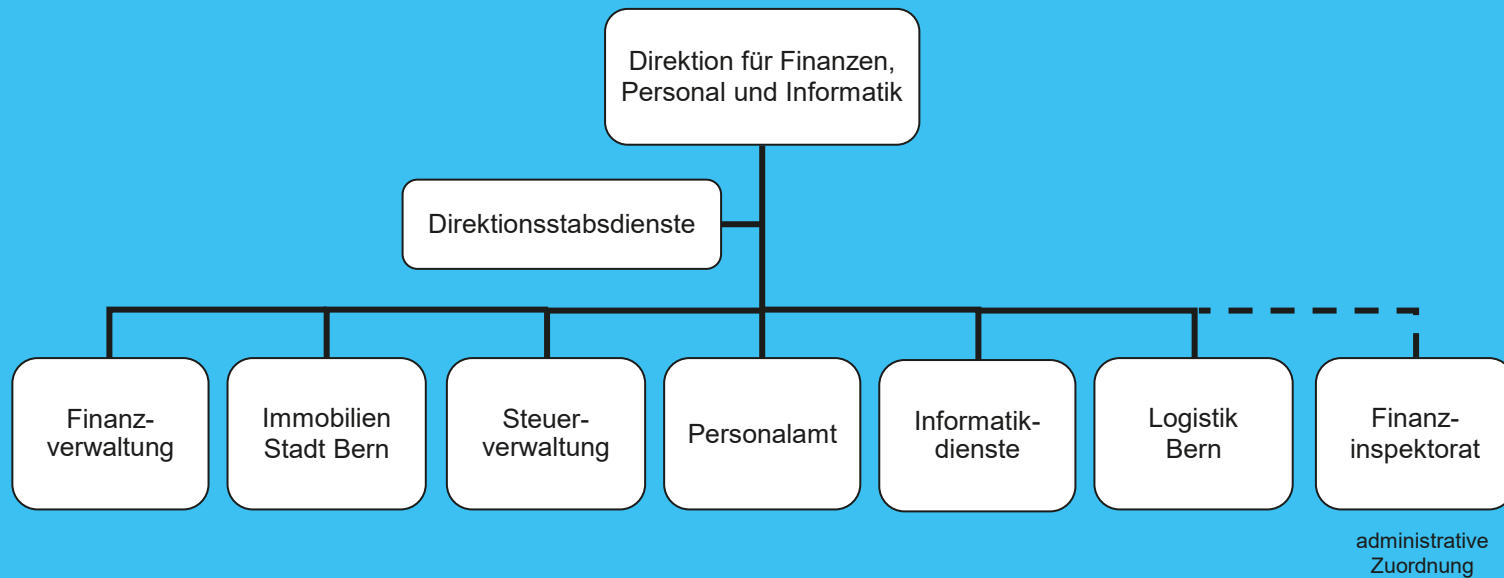 Direktion für Finanzen,
Personal und Informatik
Direktionsstabsdienste
Finanz-
verwaltung
Immobilien
Stadt Bern
Steuer-
verwaltung
Personalamt
Informatik-
dienste
Logistik
Bern
Finanz-
inspektorat
administrative
Zuordnung